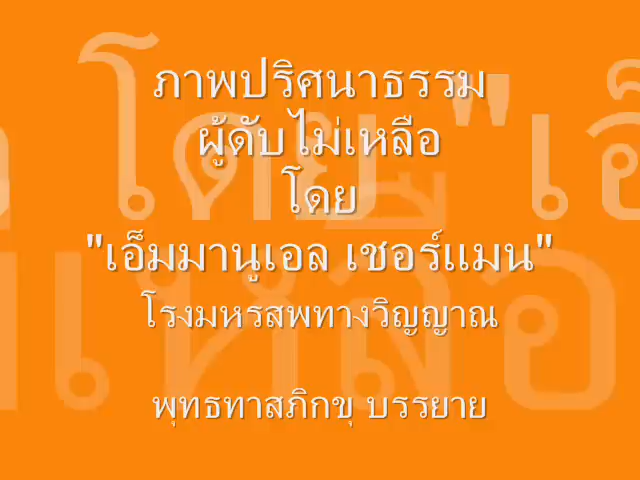 ภาพปริศนาธรรม
ผู้ดับไม่เหลือ
โดย
"เอ็มมานูเอล เชอร์แมน"
โรงมหรสพทางวิญญาณ
พุทธทาสภิกขุ บรรยาย